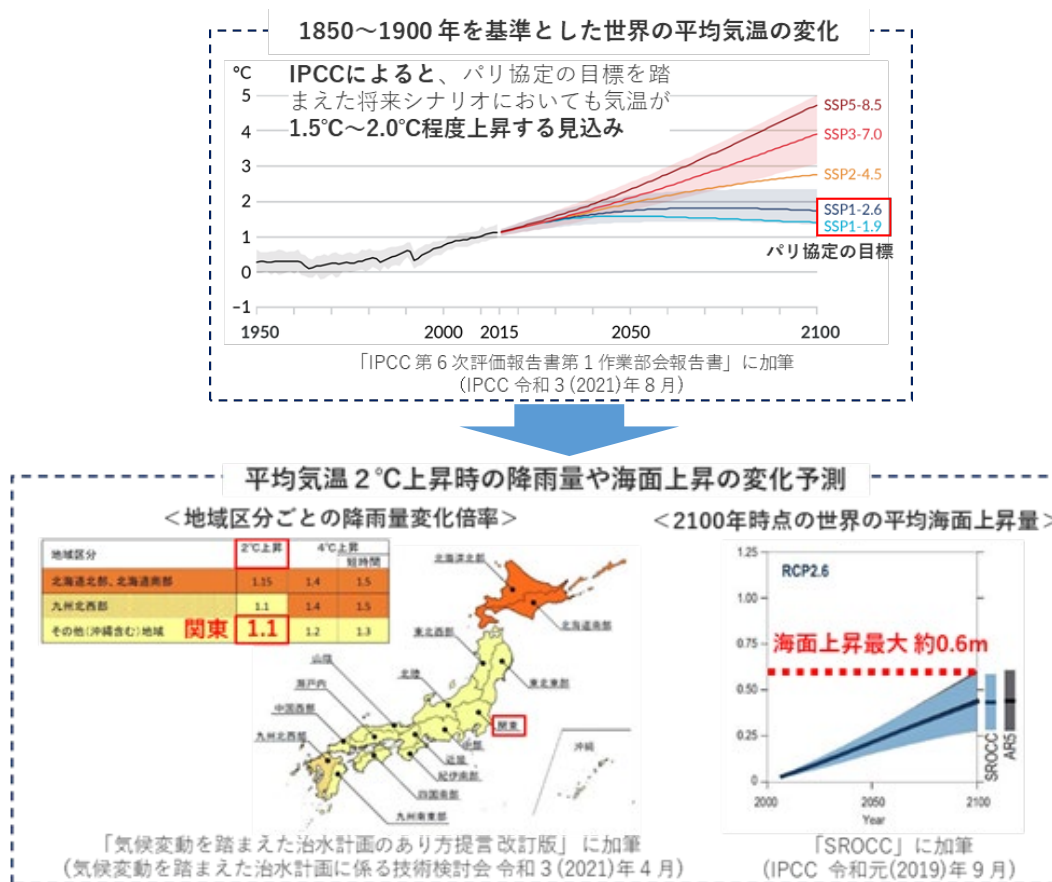 1850～1900 年を基準とした世界の平均気温の変化
℃
IPCCによると、パリ協定の目標を踏
まえた将来シナリオにおいても気温が
1.5℃～2.0℃程度上昇する見込み
5
4
3
2
1
0
−1
SSP5-8.5
SSP3-7.0
SSP2-4.5
SSP1-2.6
SSP1-1.9
パリ協定の目標
1950
2000
2015
2050
2100
「IPCC 第 6 次評価報告書第 1 作業部会報告書」に加筆
（IPCC 令和 3 (2021)年 8 月）
平均気温 2 ℃上昇時の降雨量や海面上昇の変化予測
＜地域区分ごとの降雨量変化倍率＞
地域区分 2℃上昇 4℃上昇
短時間
北海道北部、北海道南部 1.15 1.4 1.5
九州北西部 1.1 1.4 1.5
その他(沖縄含む)地域 関東 1.1 1.2 1.3
北海道北部
北海道南部
東北西部
東北東部
北陸
山陰
瀬戸内
中国西部
九州北西部
関東
中部
近畿
紀伊南部
四国南部
九州南東部
沖縄
「気候変動を踏まえた治水計画のあり方提言 改訂版」に加筆
(気候変動を踏まえた治水計画に係る技術検討会 令和 3 (2021)年 4 月)
＜2100年時点の世界の平均海面上昇量＞
1.25
1.00
0.75
0.50
0.25
0
RCP2.6
海面上昇最大 約0.6m
SROCC
AR5
2000
2050
2100
Year
「SROCC」に加筆
(IPCC 令和元(2019)年 9 月)